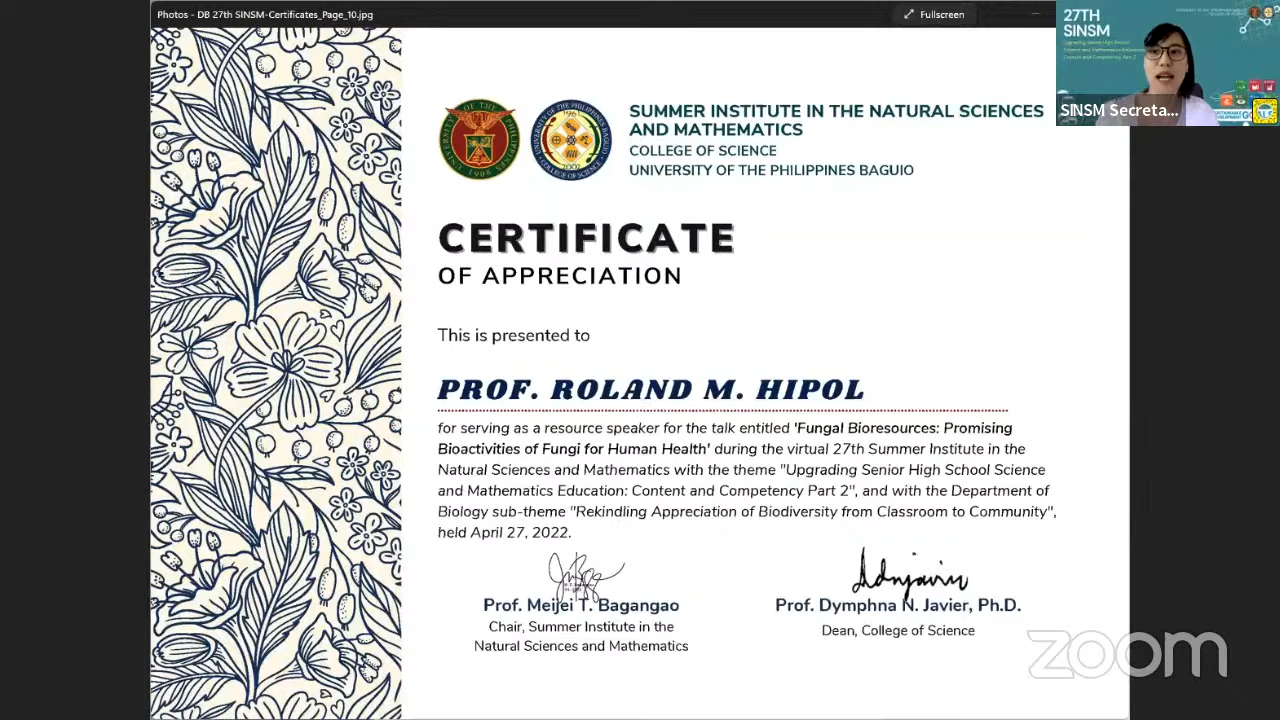 Photos - DB 27th SINSM-Certificates_Page_10.jpg
Fullscreen
27TH
SINSM
SINSM Secreta...
SUMMER INSTITUTE IN THE NATURAL SCIENCES
AND MATHEMATICS
COLLEGE OF SCIENCE
UNIVERSITY OF THE PHILIPPINES BAGUIO
CERTIFICATE
OF APPRECIATION
This is presented to
PROF. ROLAND M. HIPOL
for serving as a resource speaker for the talk entitled 'Fungal Bioresources: Promising
Bioactivities of Fungi for Human Health' during the virtual 27th Summer Institute in the
Natural Sciences and Mathematics with the theme "Upgrading Senior High School Science
and Mathematics Education: Content and Competency Part 2", and with the Department of
Biology sub-theme "Rekindling Appreciation of Biodiversity from Classroom to Community",
held April 27, 2022.
Prof. Meijei T. Bagangao
Chair, Summer Institute in the
Natural Sciences and Mathematics
Prof. Dymphna N. Javier, Ph.D.
Dean, College of Science
zoom